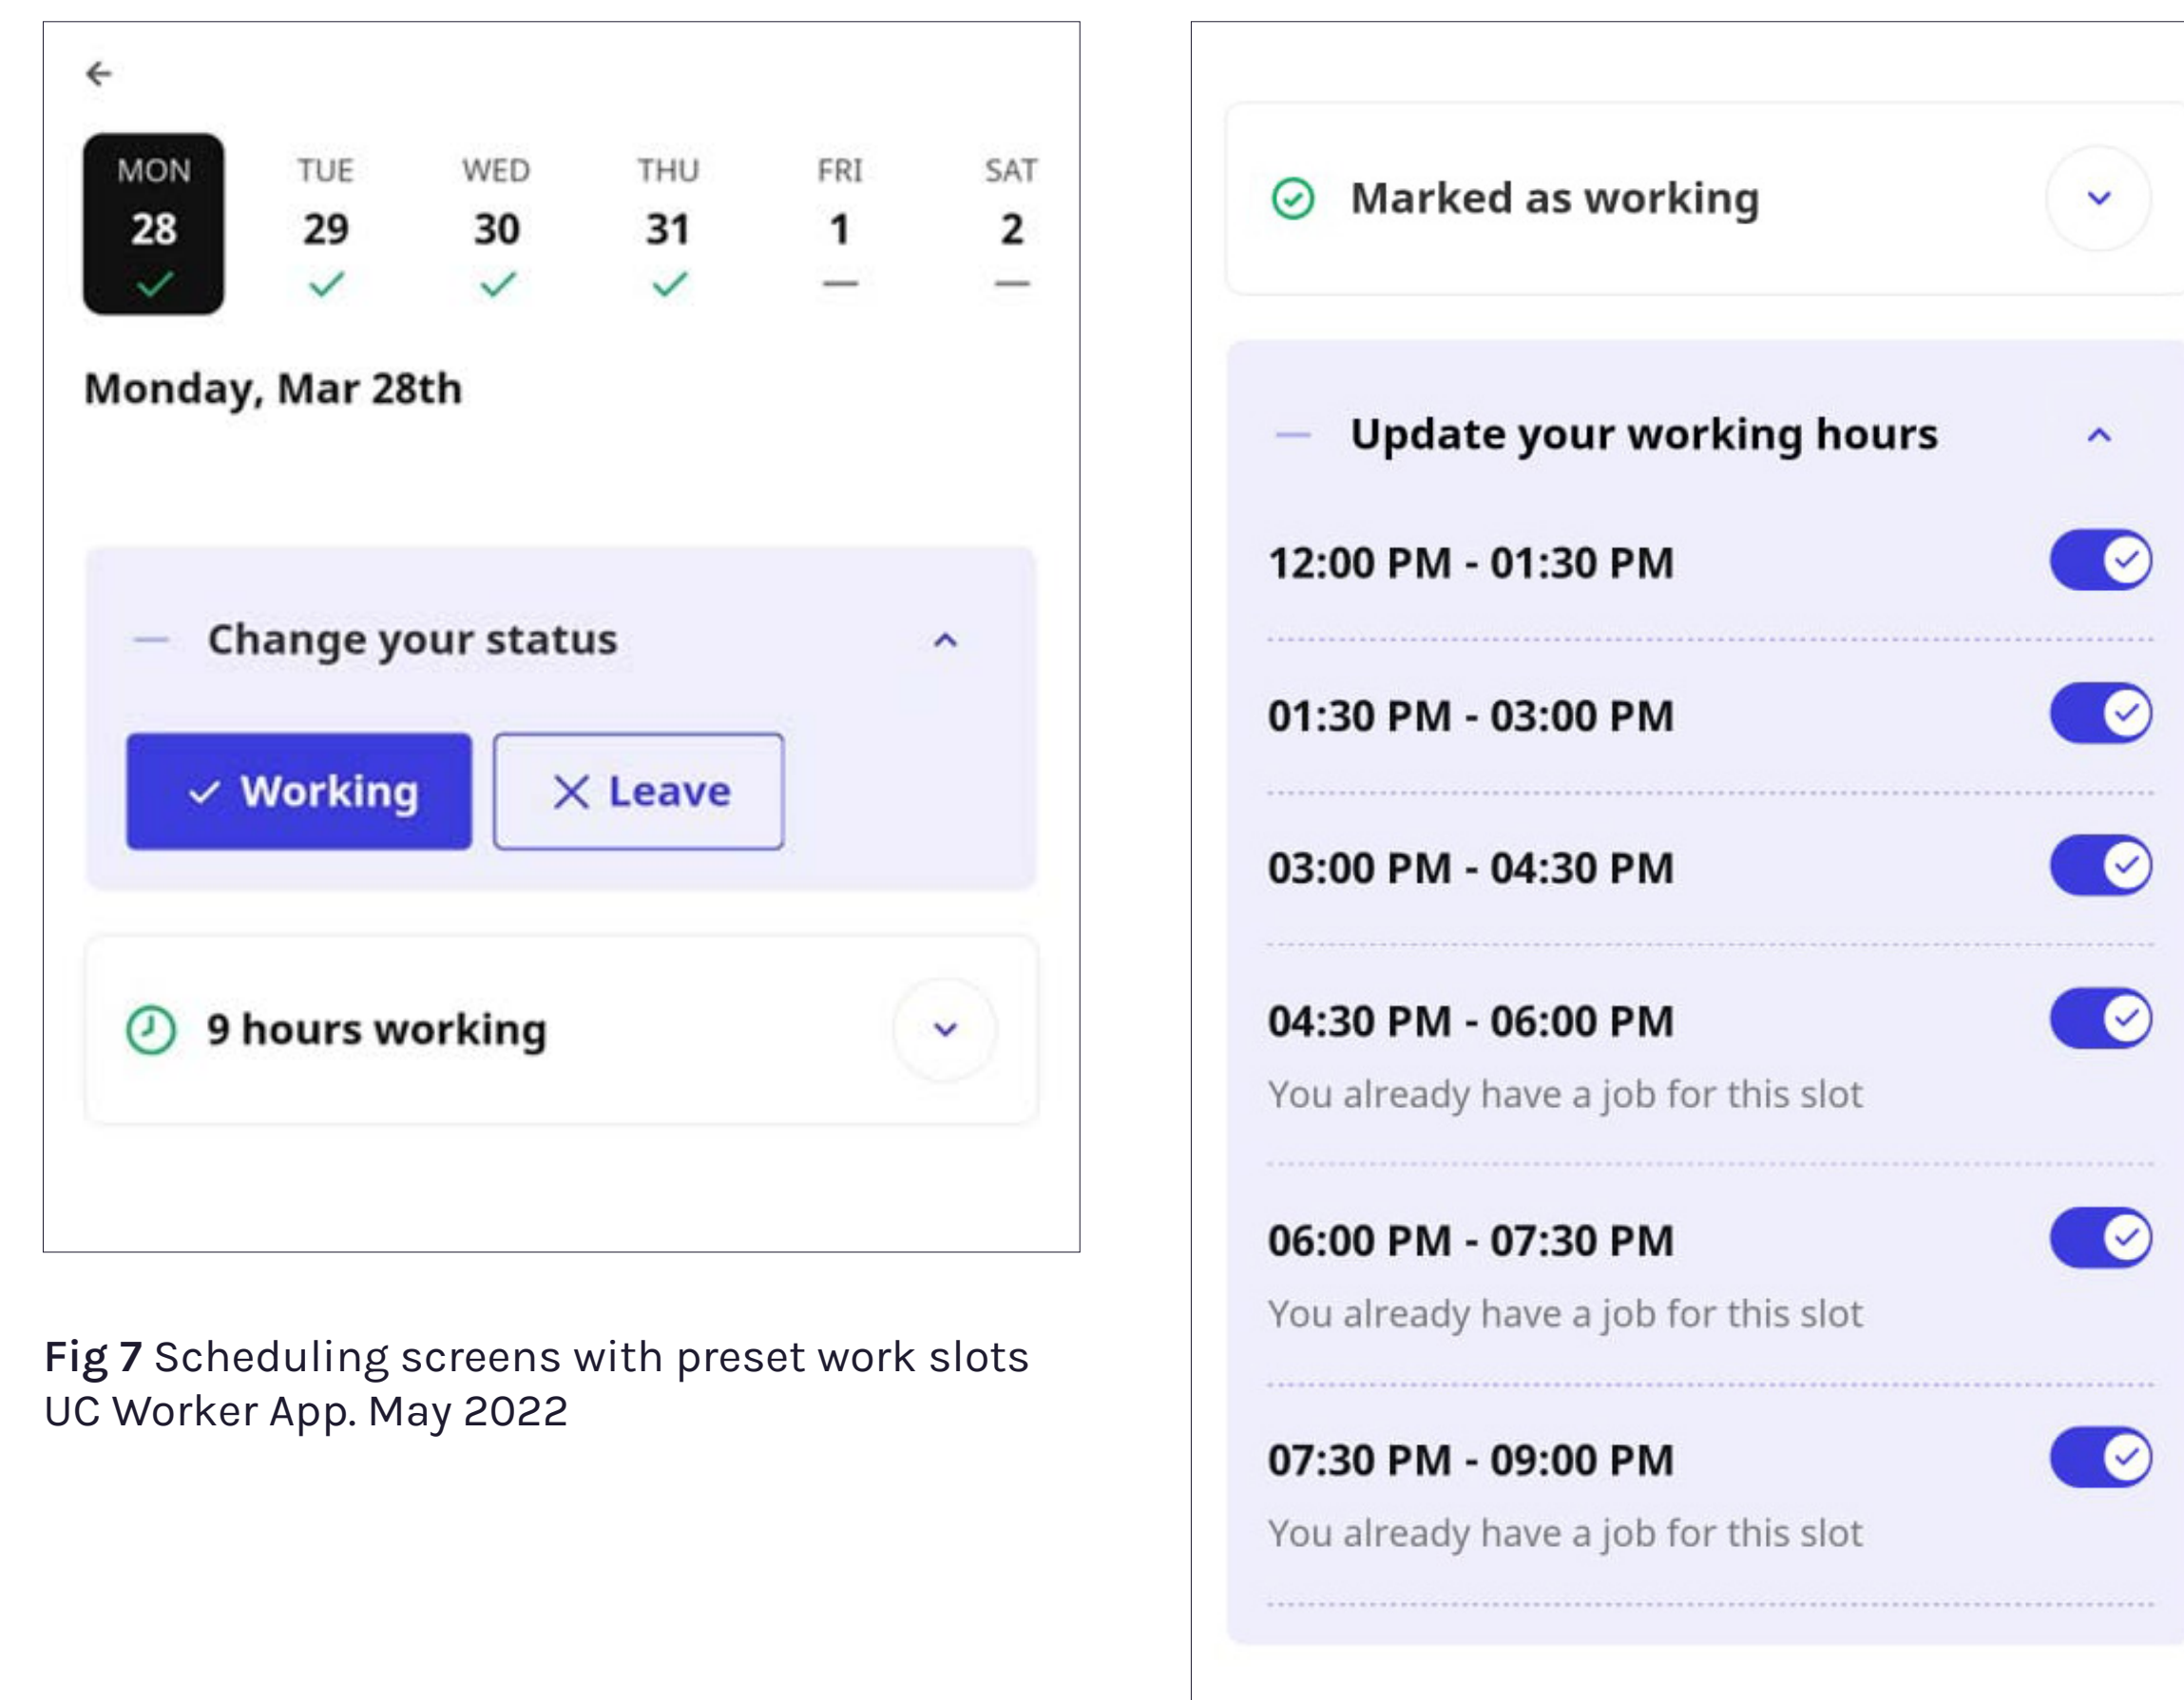 MON TUE WED THU FRI SAT
28 29 30 31 1 2
Monday, Mar 28th
Change your status
Working Leave
9 hours working
Fig 7 Scheduling screens with preset work slots
UC Worker App. May 2022
Marked as working
Update your working hours
12:00 PM - 01:30 PM
01:30 PM - 03:00 PM
03:00 PM - 04:30 PM
04:30 PM - 06:00 PM
You already have a job for this slot
06:00 PM - 07:30 PM
You already have a job for this slot
07:30 PM - 09:00 PM
You already have a job for this slot